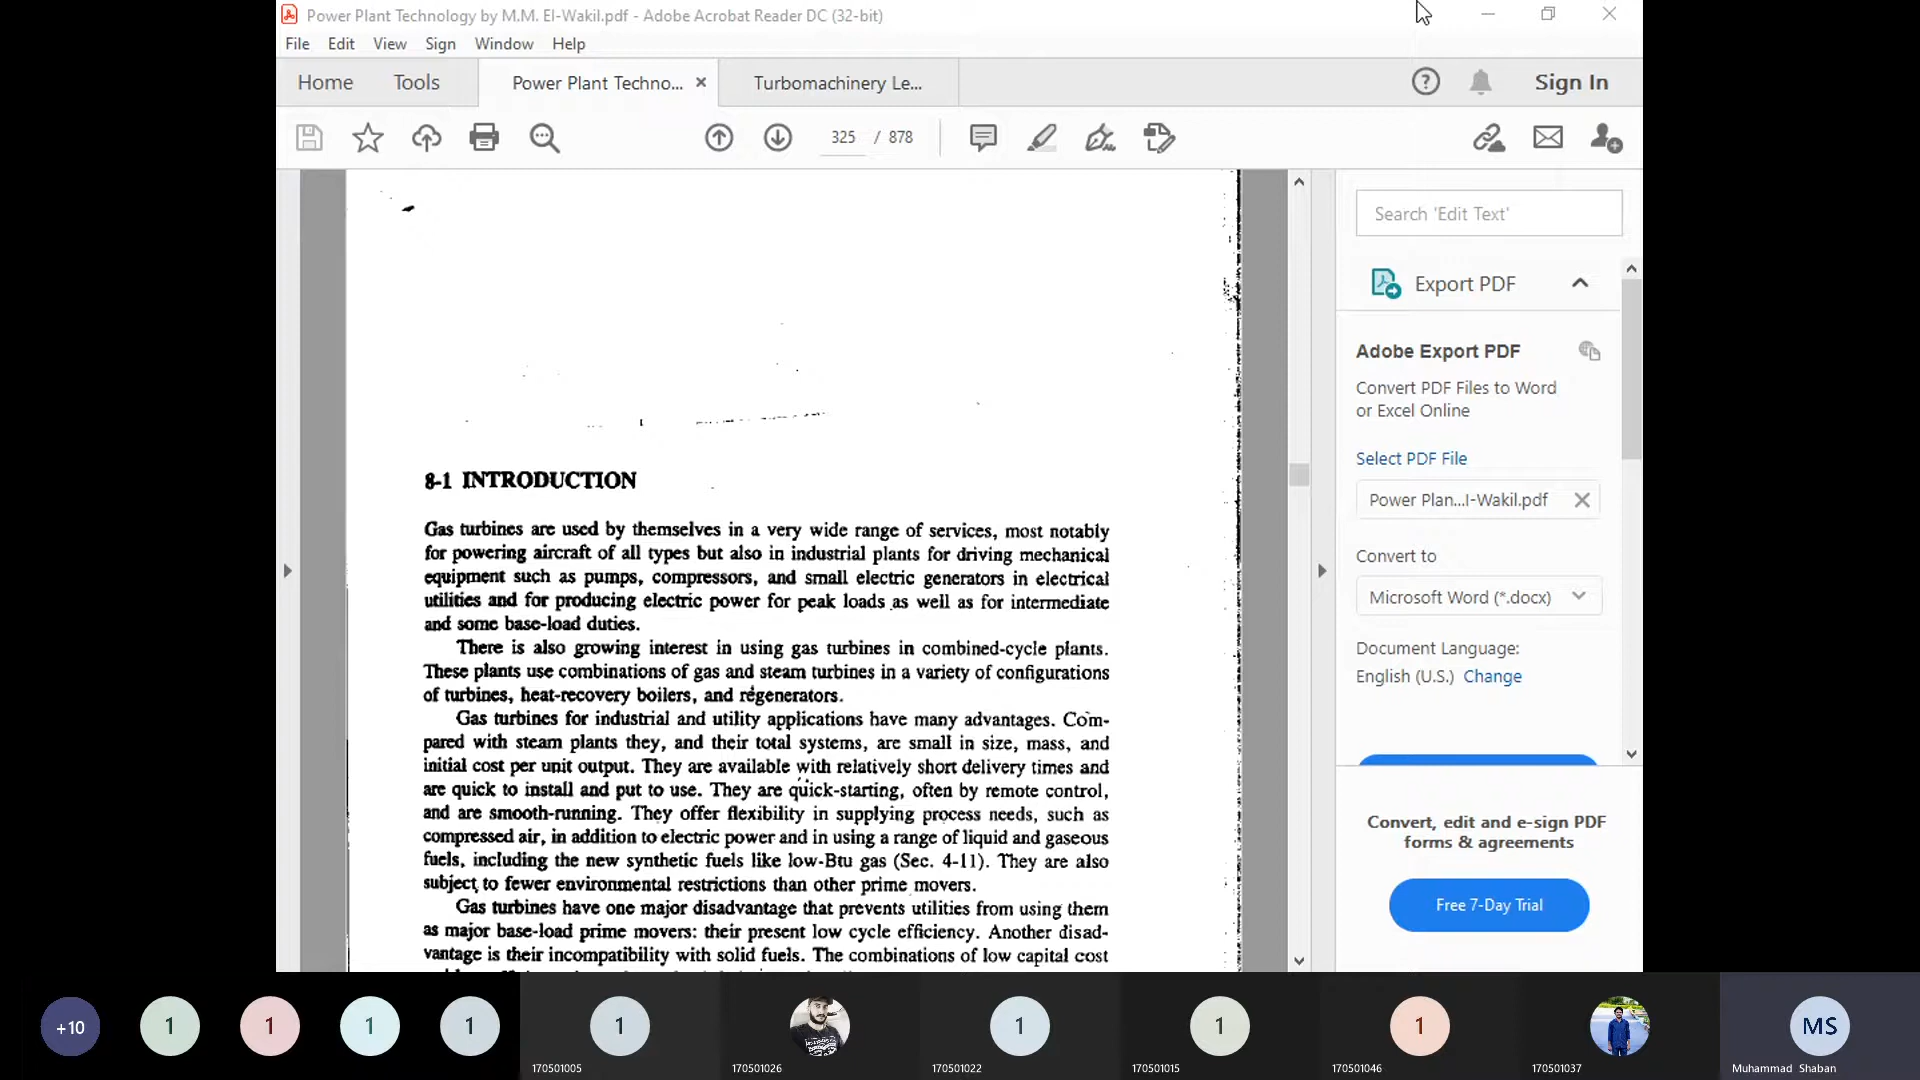 Power Plant Technology by M.M. El-Wakil.pdf - Adobe Acrobat Reader DC (32-bit)
File Edit View Sign Window Help
Home Tools Power Plant Techno... × Turbomachinery Le... Sign In
325 / 878
Search 'Edit Text'
Export PDF
Adobe Export PDF
Convert PDF Files to Word
or Excel Online
Select PDF File
Power Plan...l-Wakil.pdf
Convert to
Microsoft Word (*.docx)
Document Language:
English (U.S.) Change
Convert, edit and e-sign PDF
forms & agreements
Free 7-Day Trial
8-1 INTRODUCTION
Gas turbines are used by themselves in a very wide range of services, most notably
for powering aircraft of all types but also in industrial plants for driving mechanical
equipment such as pumps, compressors, and small electric generators in electrical
utilities and for producing electric power for peak loads as well as for intermediate
and some base-load duties.
There is also growing interest in using gas turbines in combined-cycle plants.
These plants use combinations of gas and steam turbines in a variety of configurations
of turbines, heat-recovery boilers, and regenerators.
Gas turbines for industrial and utility applications have many advantages. Com-
pared with steam plants they, and their total systems, are small in size, mass, and
initial cost per unit output. They are available with relatively short delivery times and
are quick to install and put to use. They are quick-starting, often by remote control,
and are smooth-running. They offer flexibility in supplying process needs, such as
compressed air, in addition to electric power and in using a range of liquid and gaseous
fuels, including the new synthetic fuels like low-Btu gas (Sec. 4-11). They are also
subject to fewer environmental restrictions than other prime movers.
Gas turbines have one major disadvantage that prevents utilities from using them
as major base-load prime movers: their present low cycle efficiency. Another disad-
vantage is their incompatibility with solid fuels. The combinations of low capital cost
+10 1 1 1 1 1 1 1 1 MS
170501005 170501026 170501022 170501015 170501046 170501037 Muhammad Shaban